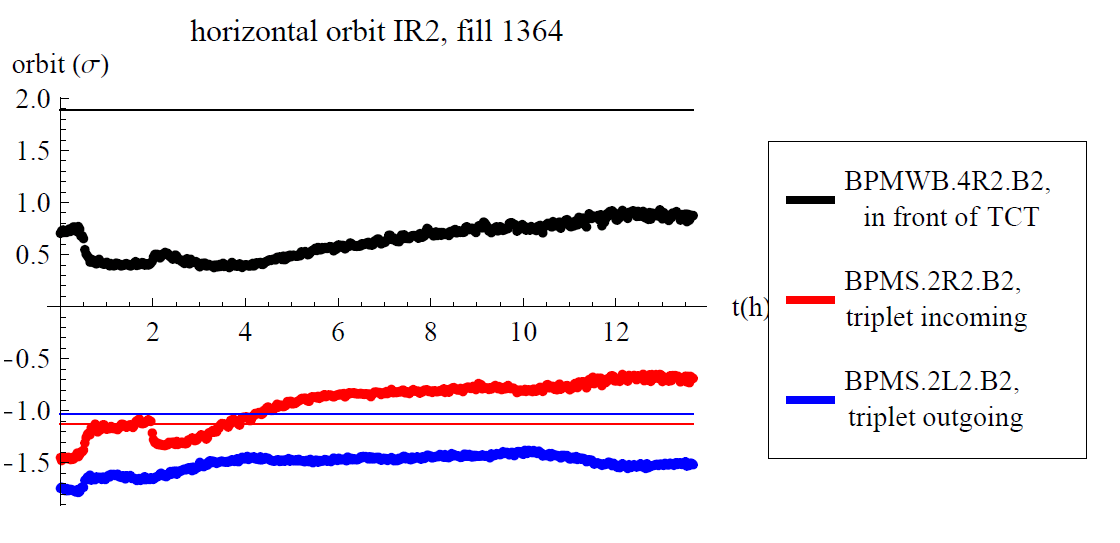 horizontal orbit IR2, fill 1364
orbit (σ)
2.0
1.5
1.0
0.5
-0.5
-1.0
-1.5
2 4 6 8 10 12
t(h)
BPMWB.4R2.B2,
in front of TCT
BPMS.2R2.B2,
triplet incoming
BPMS.2L2.B2,
triplet outgoing